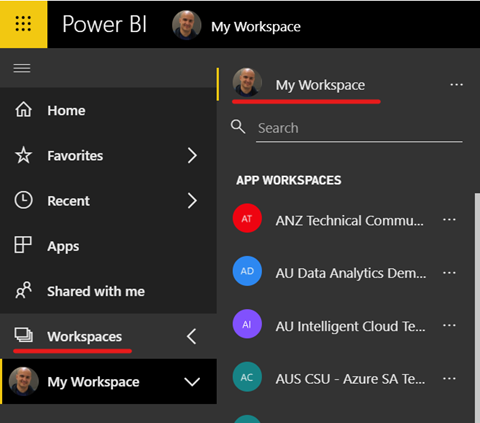 Power BI My Workspace
Home
Favorites
Recent
Apps
Shared with me
Workspaces
My Workspace
My Workspace
Search
APP WORKSPACES
AT ANZ Technical Commu...
AD AU Data Analytics Dem...
AI AU Intelligent Cloud Te...
AC AUS CSU - Azure SA Te...